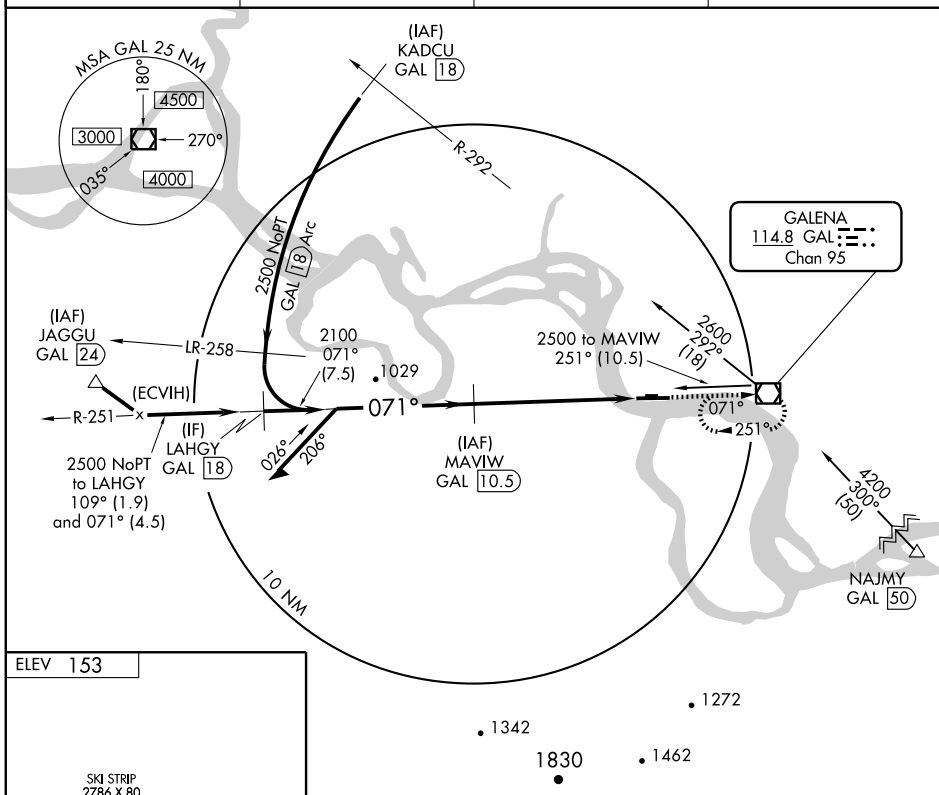 MSA GAL 25 NM
180°
4500
3000
270°
035°
4000
(IAF)
KADCU
GAL 18
R-292
2500 NoPT
GAL 18 Arc
GALENA
114.8 GAL
Chan 95
(IAF)
JAGGU
GAL 24
LR-258
2100
071°
(7.5)
1029
2500 to MAVIW
251° (10.5)
2600
292°
(18)
(ECVIH)
R-251
x
071°
071°
251°
(IF)
LAHGY
GAL 18
026°
206°
(IAF)
MAVIW
GAL 10.5
2500 NoPT
to LAHGY
109° (1.9)
and 071° (4.5)
4200
300°
(50)
NAJMY
GAL 50
10 NM
ELEV 153
1272
1342
1830
1462
SKI STRIP
2786 X 80